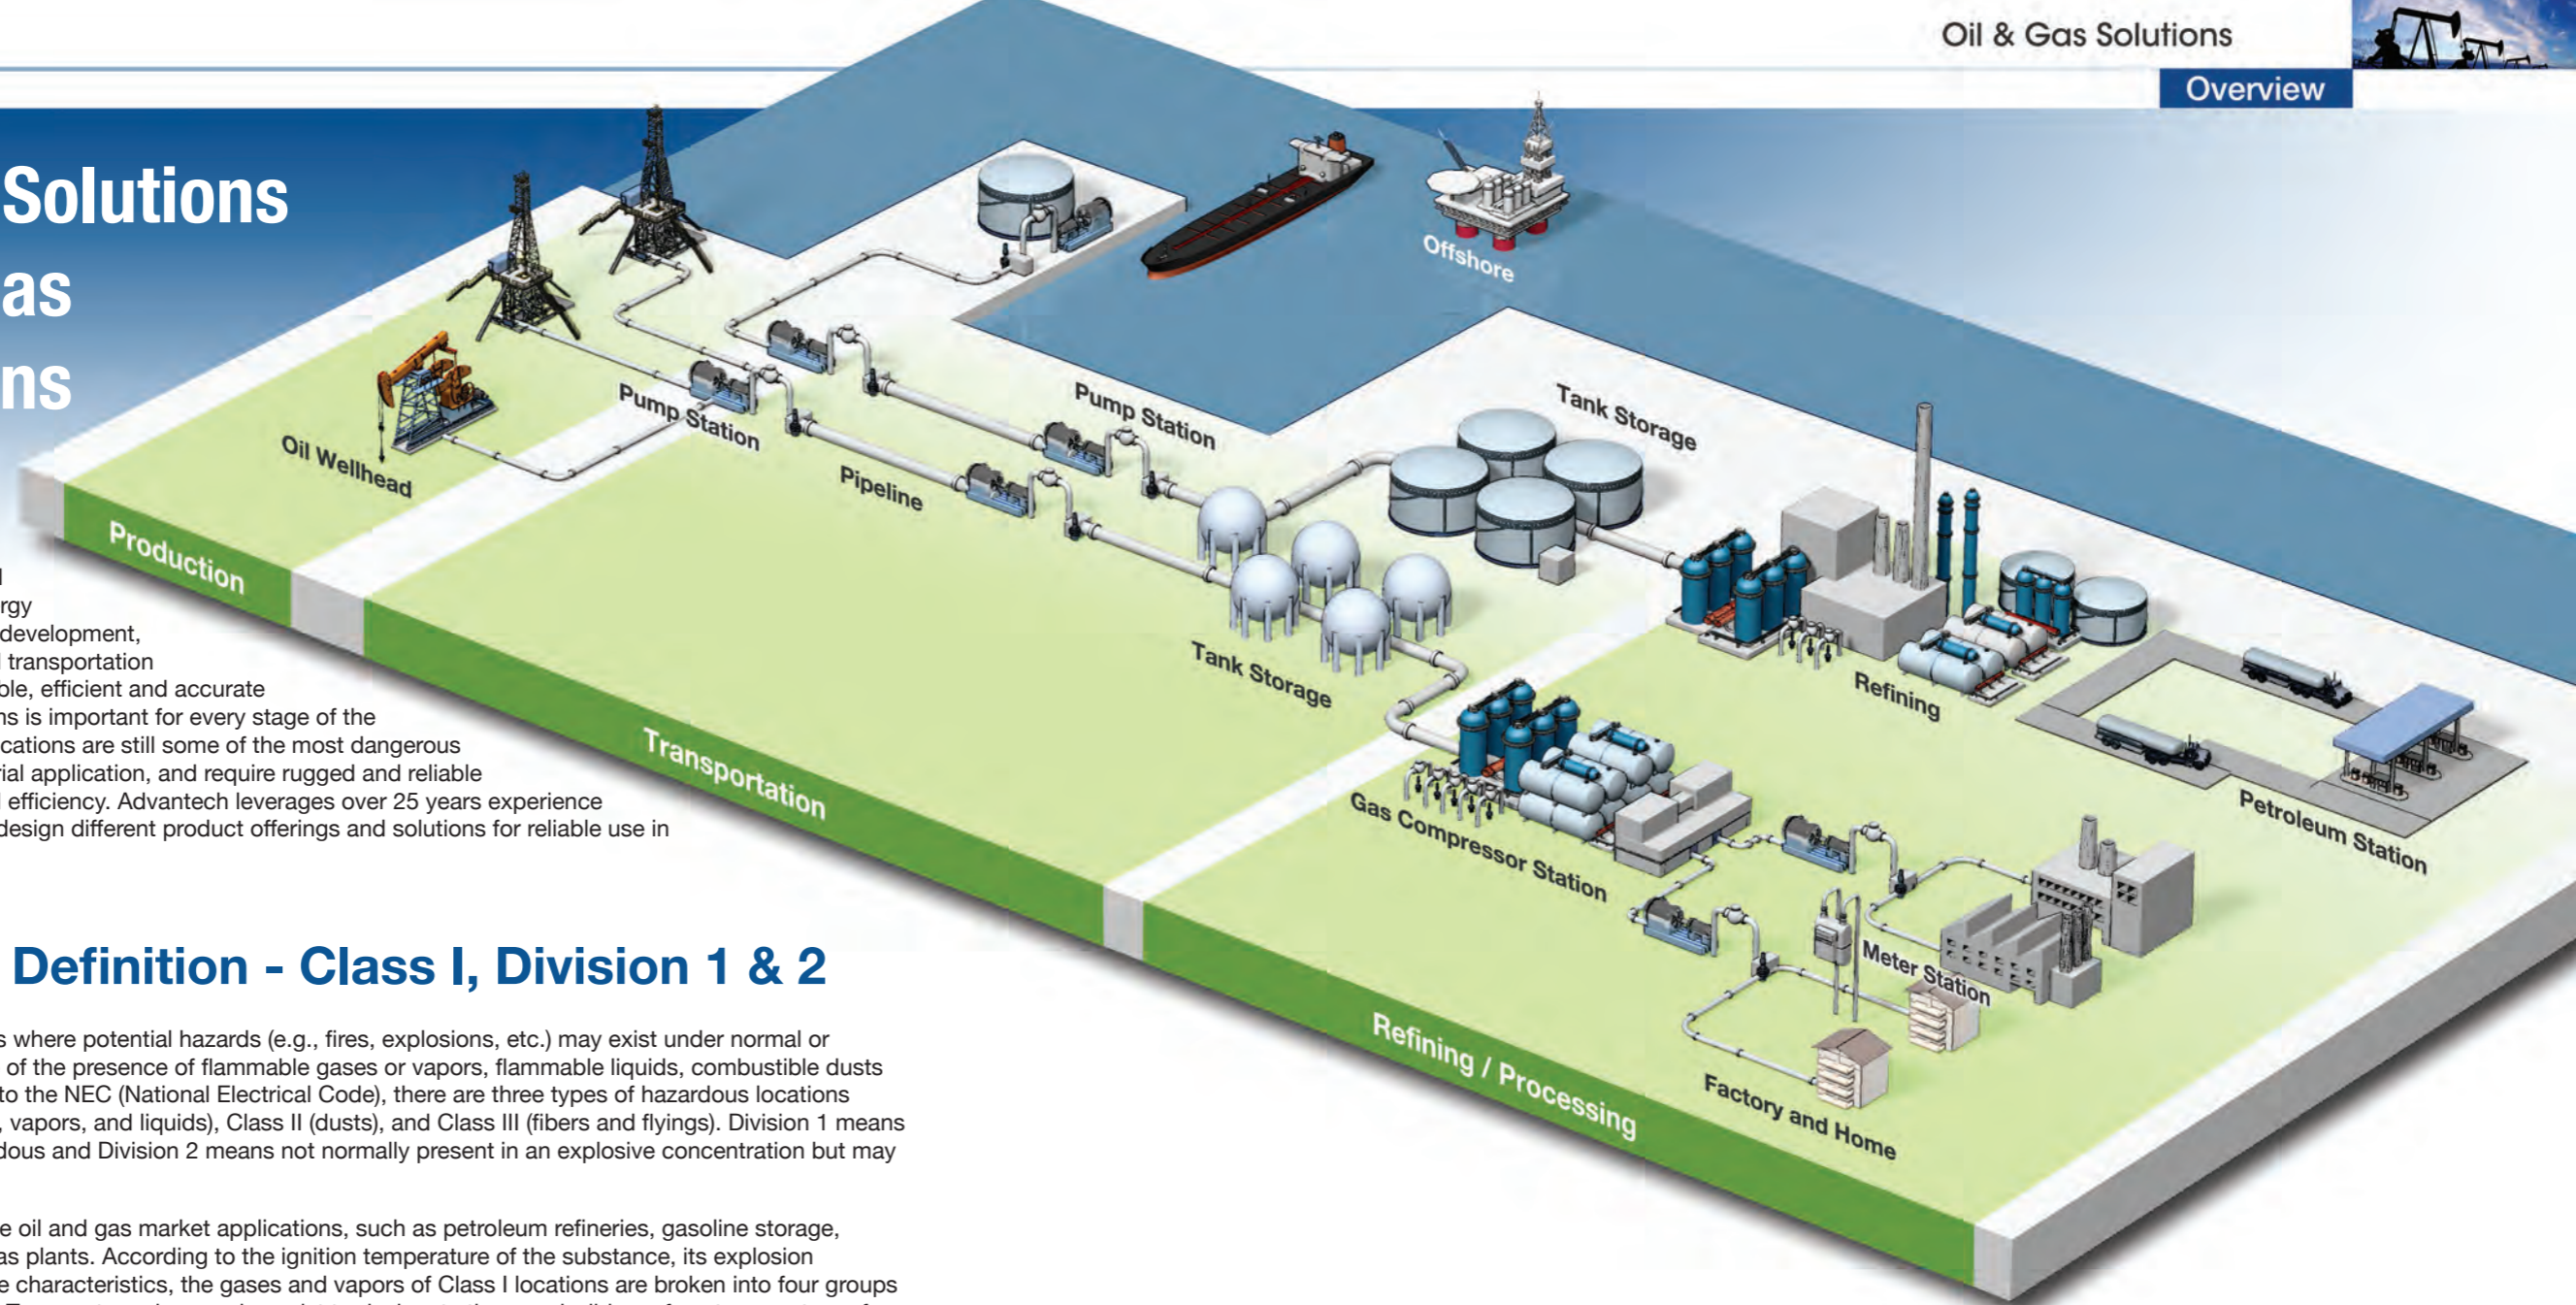 Oil & Gas Solutions
Overview
Solutions
as
ns
rgy
development,
transportation
ble, efficient and accurate
ns is important for every stage of the
cations are still some of the most dangerous
rial application, and require rugged and reliable
efficiency. Advantech leverages over 25 years experience
design different product offerings and solutions for reliable use in
Definition - Class I, Division 1 & 2
s where potential hazards (e.g., fires, explosions, etc.) may exist under normal or
of the presence of flammable gases or vapors, flammable liquids, combustible dusts
to the NEC (National Electrical Code), there are three types of hazardous locations
, vapors, and liquids), Class II (dusts), and Class III (fibers and flyings). Division 1 means
dous and Division 2 means not normally present in an explosive concentration but may
e oil and gas market applications, such as petroleum refineries, gasoline storage,
as plants. According to the ignition temperature of the substance, its explosion
e characteristics, the gases and vapors of Class I locations are broken into four groups
Offshore
Oil Wellhead
Pump Station
Pipeline
Pump Station
Tank Storage
Tank Storage
Refining
Gas Compressor Station
Petroleum Station
Meter Station
Factory and Home
Production
Transportation
Refining / Processing